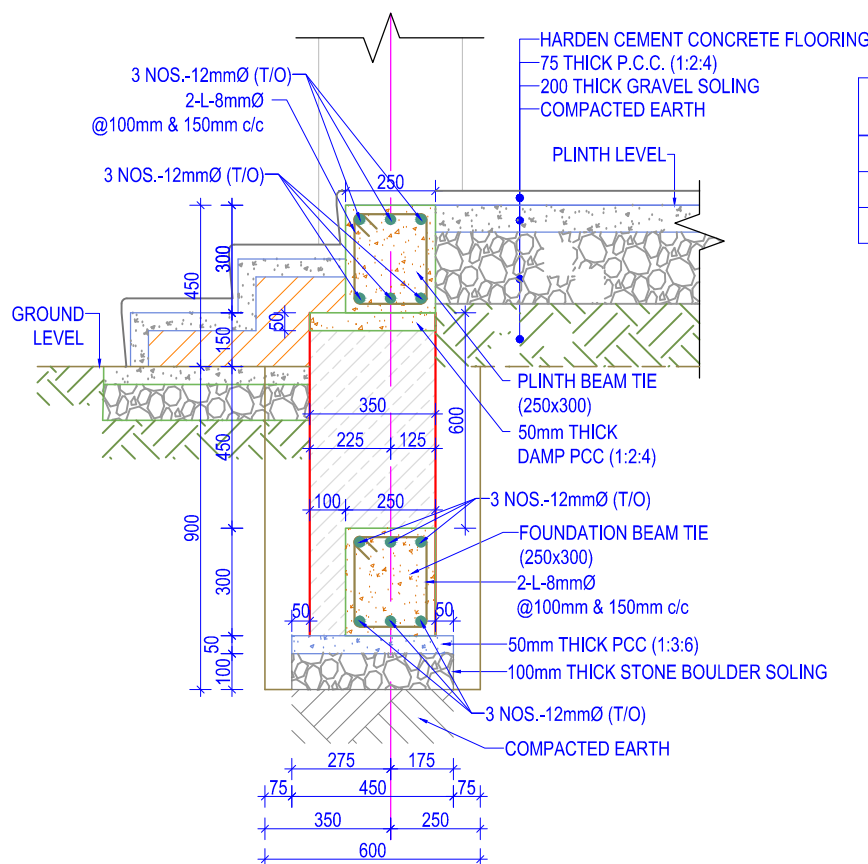 HARDEN CEMENT CONCRETE FLOORING
3 NOS.-12mmØ (T/O)
75 THICK P.C.C. (1:2:4)
2-L-8mmØ
200 THICK GRAVEL SOLING
@100mm & 150mm c/c
COMPACTED EARTH
PLINTH LEVEL
3 NOS.-12mmØ (T/O)
250
300
450
GROUND
LEVEL
50
150
PLINTH BEAM TIE
(250x300)
350
600
50mm THICK
225
125
DAMP PCC (1:2:4)
450
100
250
3 NOS.-12mmØ (T/O)
900
FOUNDATION BEAM TIE
(250x300)
300
2-L-8mmØ
@100mm & 150mm c/c
50
50
50
50mm THICK PCC (1:3:6)
100
100mm THICK STONE BOULDER SOLING
3 NOS.-12mmØ (T/O)
COMPACTED EARTH
275
175
75
450
75
350
250
600